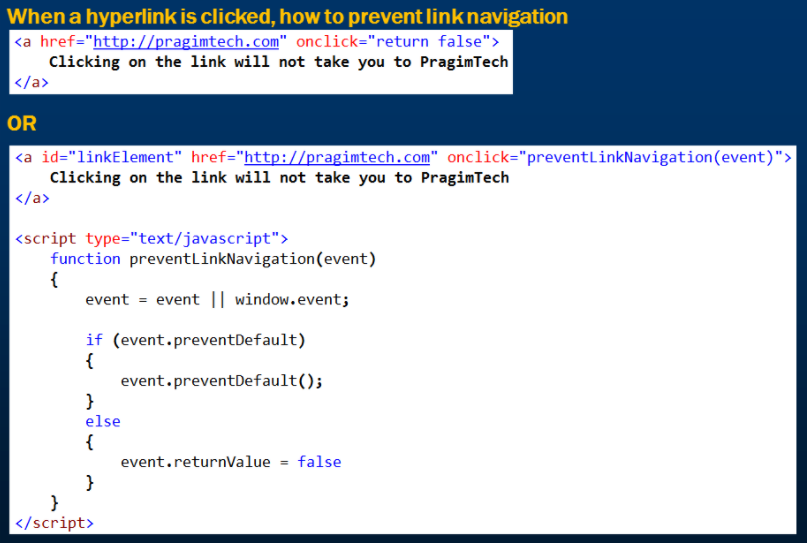 When a hyperlink is clicked, how to prevent link navigation
<a href="http://pragimtech.com" onclick="return false">
    Clicking on the link will not take you to PragimTech
</a>
OR
<a id="linkElement" href="http://pragimtech.com" onclick="preventLinkNavigation(event)">
    Clicking on the link will not take you to PragimTech
</a>
<script type="text/javascript">
    function preventLinkNavigation(event)
    {
        event = event || window.event;
        if (event.preventDefault)
        {
            event.preventDefault();
        }
        else
        {
            event.returnValue = false
        }
    }
</script>